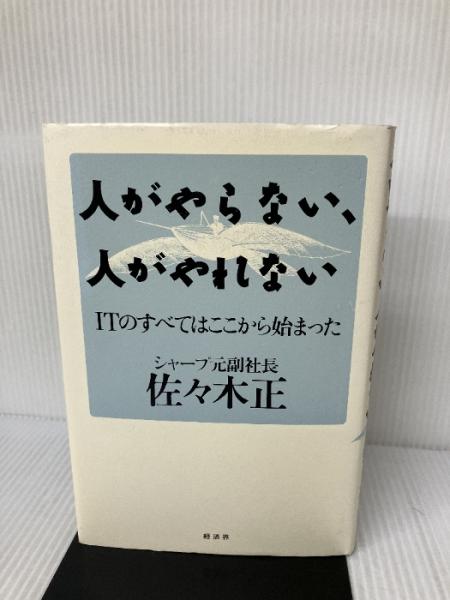 人がやらない、
人がやれない
ITのすべてはここから始まった
シャープ元副社長
佐々木正
経済界